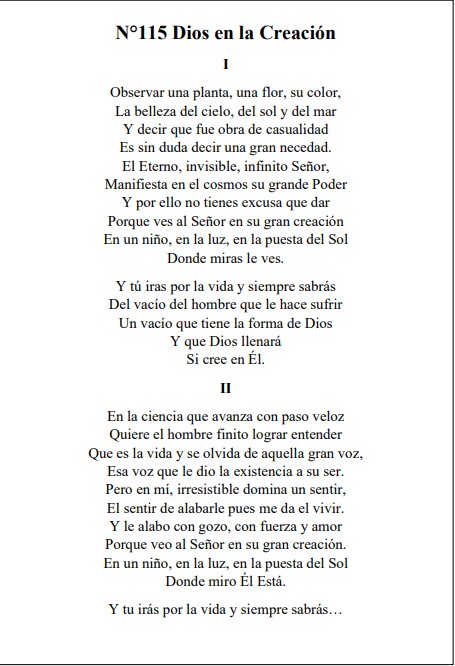 N°115 Dios en la Creación
I
Observar una planta, una flor, su color,
La belleza del cielo, del sol y del mar
Y decir que fue obra de casualidad
Es sin duda decir una gran necedad.
El Eterno, invisible, infinito Señor,
Manifiesta en el cosmos su grande Poder
Y por ello no tienes excusa que dar
Porque ves al Señor en su gran creación
En un niño, en la luz, en la puesta del Sol
Donde miras le ves.
Y tú iras por la vida y siempre sabrás
Del vacío del hombre que le hace sufrir
Un vacío que tiene la forma de Dios
Y que Dios llenará
Si cree en Él.
II
En la ciencia que avanza con paso veloz
Quiere el hombre finito lograr entender
Que es la vida y se olvida de aquella gran voz,
Esa voz que le dio la existencia a su ser.
Pero en mí, irresistible domina un sentir,
El sentir de alabarle pues me da el vivir.
Y le alabo con gozo, con fuerza y amor
Porque veo al Señor en su gran creación.
En un niño, en la luz, en la puesta del Sol
Donde miro Él Está.
Y tu irás por la vida y siempre sabrás…